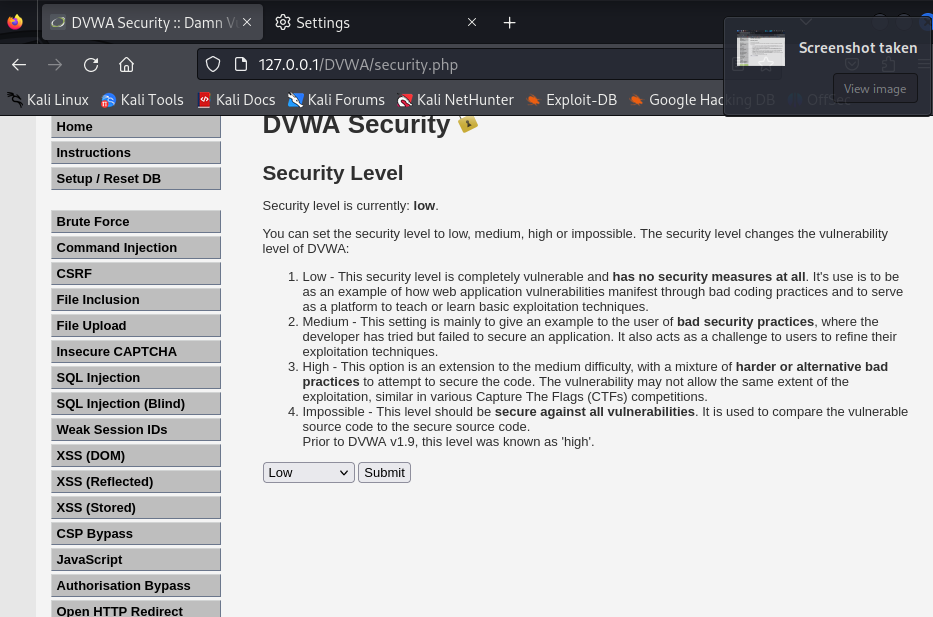 DVWA Security :: Damn Vu
Settings
Screenshot taken
View image
127.0.0.1/DVWA/security.php
Kali Linux
Kali Tools
Kali Docs
Kali Forums
Kali NetHunter
Exploit-DB
Google Hacking DB
OffSec
Home
Instructions
Setup / Reset DB
Brute Force
Command Injection
CSRF
File Inclusion
File Upload
Insecure CAPTCHA
SQL Injection
SQL Injection (Blind)
Weak Session IDs
XSS (DOM)
XSS (Reflected)
XSS (Stored)
CSP Bypass
JavaScript
Authorisation Bypass
Open HTTP Redirect
DVWA Security
Security Level
Security level is currently: low.
You can set the security level to low, medium, high or impossible. The security level changes the vulnerability
level of DVWA:
1. Low - This security level is completely vulnerable and has no security measures at all. It's use is to be
as an example of how web application vulnerabilities manifest through bad coding practices and to serve
as a platform to teach or learn basic exploitation techniques.
2. Medium - This setting is mainly to give an example to the user of bad security practices, where the
developer has tried but failed to secure an application. It also acts as a challenge to users to refine their
exploitation techniques.
3. High - This option is an extension to the medium difficulty, with a mixture of harder or alternative bad
practices to attempt to secure the code. The vulnerability may not allow the same extent of the
exploitation, similar in various Capture The Flags (CTFs) competitions.
4. Impossible - This level should be secure against all vulnerabilities. It is used to compare the vulnerable
source code to the secure source code.
Prior to DVWA v1.9, this level was known as 'high'.
Low
Submit